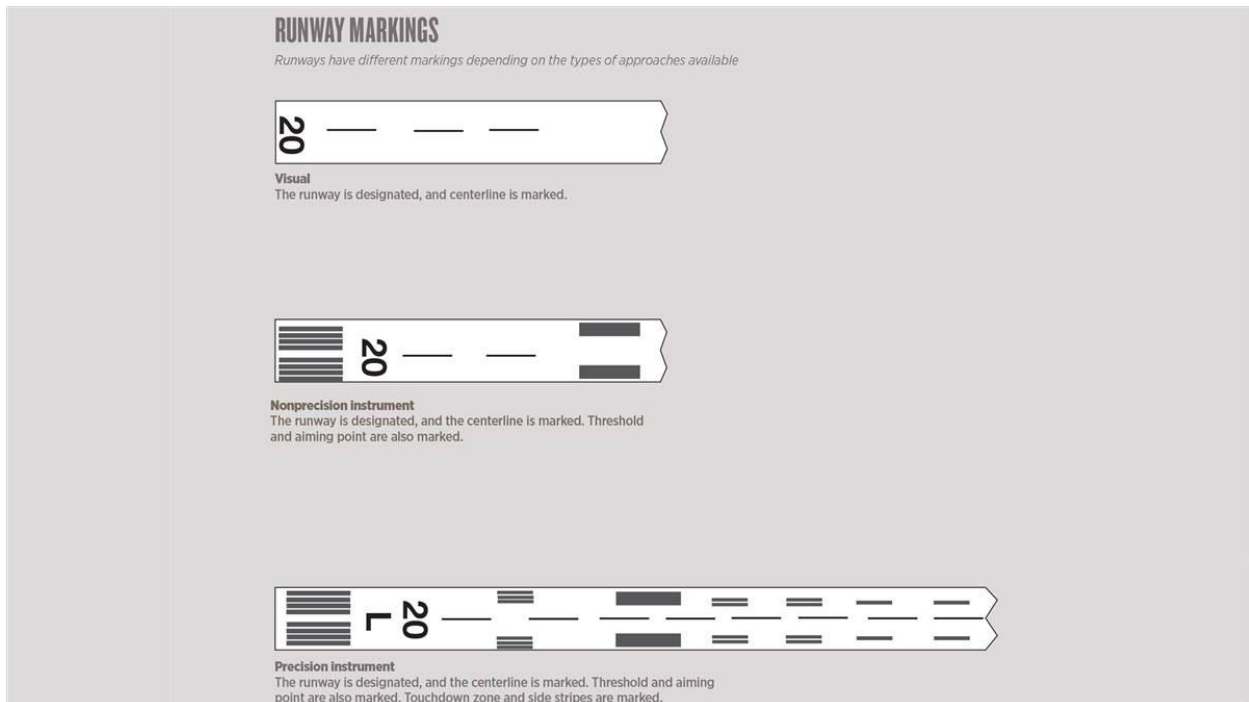 RUNWAY MARKINGS
Runways have different markings depending on the types of approaches available
20
Visual
The runway is designated, and centerline is marked.
20
Nonprecision instrument
The runway is designated, and the centerline is marked. Threshold
and aiming point are also marked.
L 20
Precision instrument
The runway is designated, and the centerline is marked. Threshold and aiming
point are also marked. Touchdown zone and side stripes are marked.